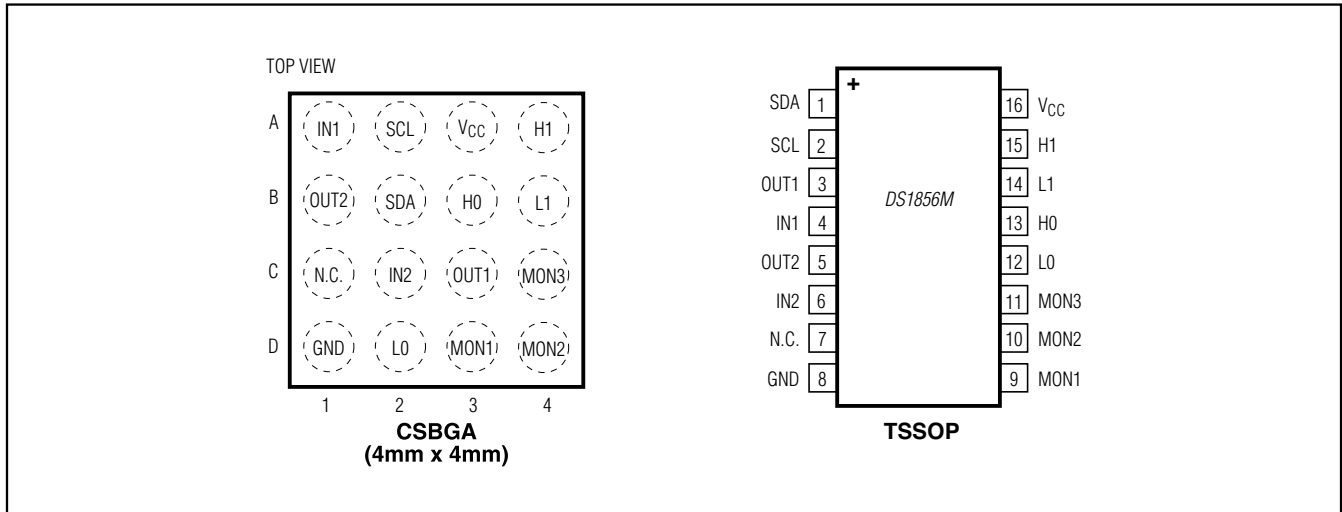 TOP VIEW
A IN1 SCL VCC H1
B OUT2 SDA H0 L1
C N.C. IN2 OUT1 MON3
D GND L0 MON1 MON2
1 2 3 4
CSBGA
(4mm x 4mm)
+
SDA 1 16 VCC
SCL 2 15 H1
OUT1 3 14 L1
DS1856M
IN1 4 13 H0
OUT2 5 12 L0
IN2 6 11 MON3
N.C. 7 10 MON2
GND 8 9 MON1
TSSOP